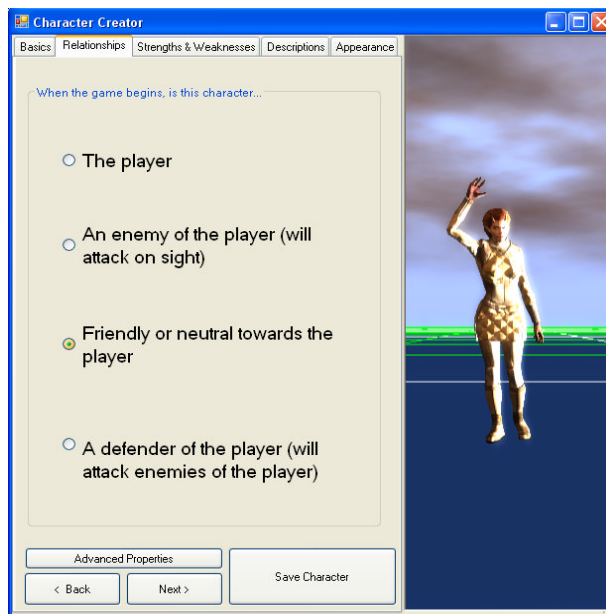 Character Creator
Basics Relationships Strengths & Weaknesses Descriptions Appearance
When the game begins, is this character...
The player
An enemy of the player (will
attack on sight)
Friendly or neutral towards the
player
A defender of the player (will
attack enemies of the player)
Advanced Properties
< Back Next > Save Character